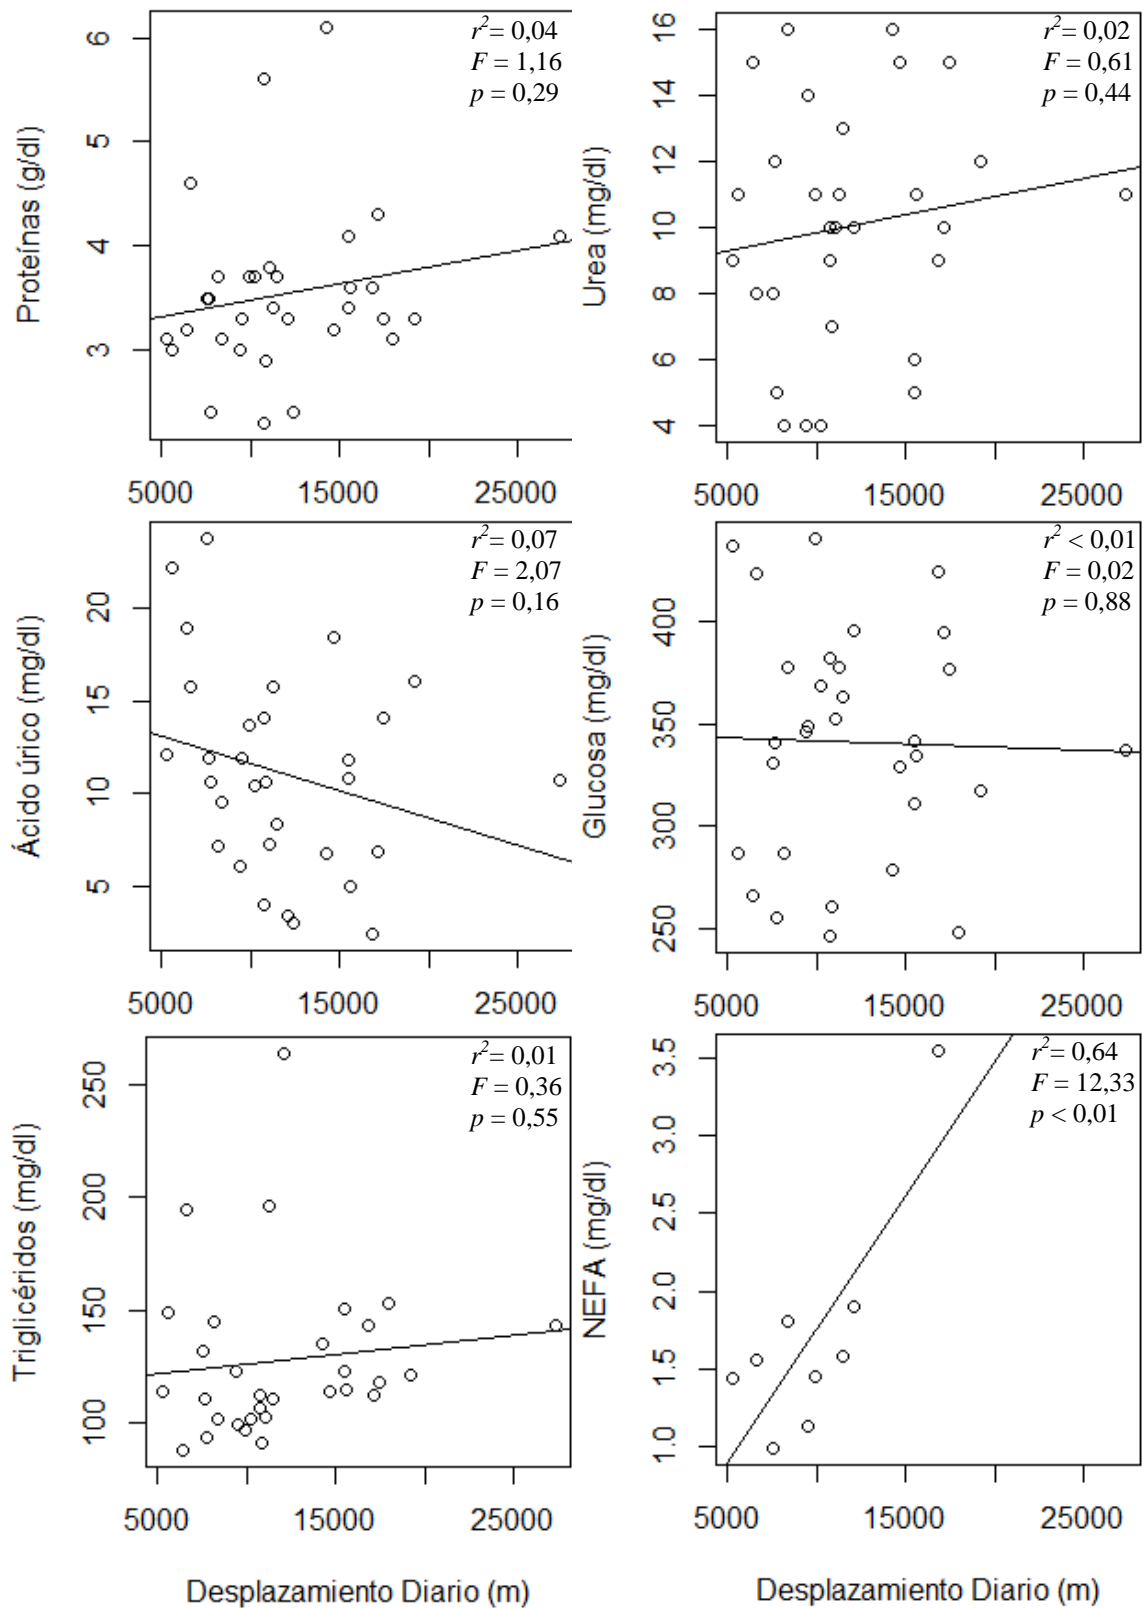 Proteínas (g/dl)
6
5
4
3
r²= 0,04
F = 1,16
p = 0,29
5000
15000
25000
Urea (mg/dl)
16
14
12
10
8
6
4
r²= 0,02
F = 0,61
p = 0,44
5000
15000
25000
Ácido úrico (mg/dl)
20
15
10
5
r²= 0,07
F = 2,07
p = 0,16
5000
15000
25000
Glucosa (mg/dl)
400
350
300
250
r² < 0,01
F = 0,02
p = 0,88
5000
15000
25000
Triglicéridos (mg/dl)
250
200
150
100
r²= 0,01
F = 0,36
p = 0,55
5000
15000
25000
Desplazamiento Diario (m)
NEFA (mg/dl)
3.5
3.0
2.5
2.0
1.5
1.0
r²= 0,64
F = 12,33
p < 0,01
5000
15000
25000
Desplazamiento Diario (m)